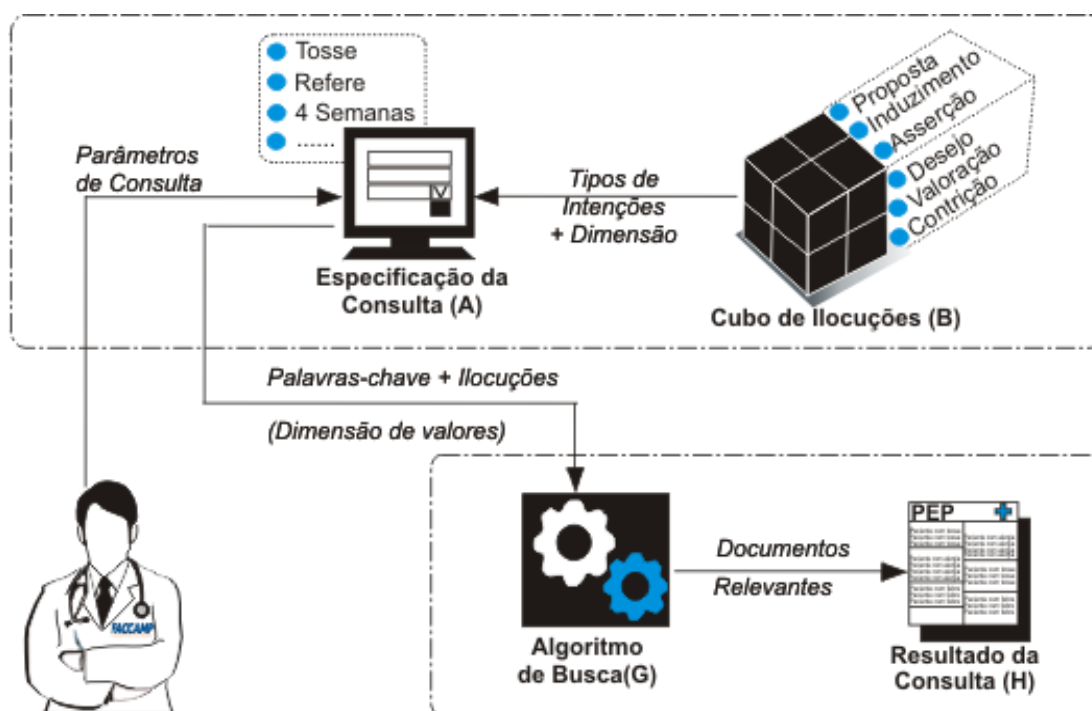 Tosse
Refere
4 Semanas
......
Parâmetros
de Consulta
Tipos de
Intenções
+ Dimensão
Proposta
Induzimento
Asserção
Desejo
Valoração
Contrição
Especificação da
Consulta (A)
Cubo de Ilocuções (B)
Palavras-chave + Ilocuções
(Dimensão de valores)
FACCAMP
PEP
Documentos
Relevantes
Algoritmo
de Busca(G)
Resultado da
Consulta (H)